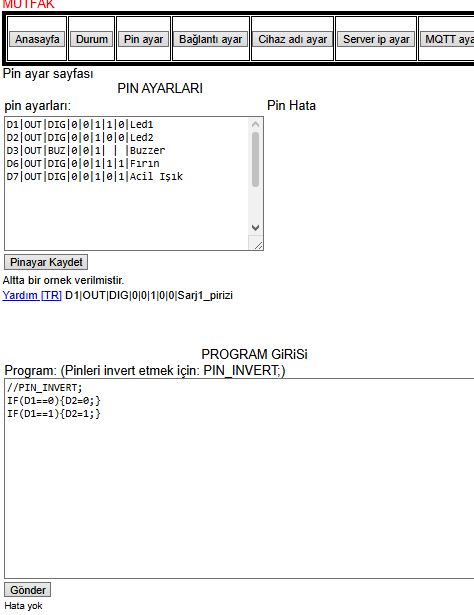 MUTFAK
Anasayfa Durum Pin ayar Bağlantı ayar Cihaz adı ayar Server ip ayar MQTT aya
Pin ayar sayfası
PIN AYARLARI
pin ayarları: Pin Hata
D1|OUT|DIG|0|0|1|1|0|Led1
D2|OUT|DIG|0|0|1|0|0|Led2
D3|OUT|BUZ|0|0|1| | |Buzzer
D6|OUT|DIG|0|0|1|1|1|Fırın
D7|OUT|DIG|0|0|1|0|1|Acil Işık
Pinayar Kaydet
Altta bir ornek verilmistir.
Yardım [TR] D1|OUT|DIG|0|0|1|0|0|Sarj1_pirizi
PROGRAM GiRiSi
Program: (Pinleri invert etmek için: PIN_INVERT;)
//PIN_INVERT;
IF(D1==0){D2=0;}
IF(D1==1){D2=1;}
Gönder
Hata yok